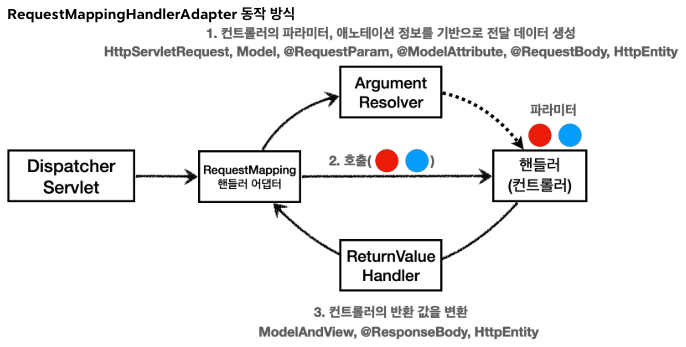 RequestMappingHandlerAdapter 동작 방식
1. 컨트롤러의 파라미터, 애노테이션 정보를 기반으로 전달 데이터 생성
HttpServletRequest, Model, @RequestParam, @ModelAttribute, @RequestBody, HttpEntity
Argument
Resolver
파라미터
Dispatcher
Servlet
RequestMapping
핸들러 어댑터
2. 호출( )
핸들러
(컨트롤러)
ReturnValue
Handler
3. 컨트롤러의 반환 값을 변환
ModelAndView, @ResponseBody, HttpEntity